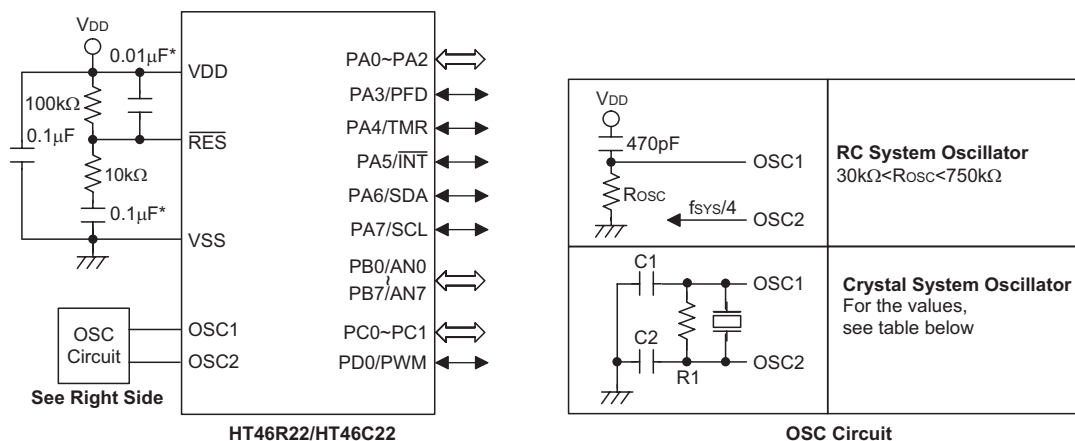 VDD
0.01μF*
VDD
100kΩ
0.1μF
RES
10kΩ
0.1μF*
VSS
OSC
Circuit
OSC1
OSC2
See Right Side
PA0~PA2
PA3/PFD
PA4/TMR
PA5/INT
PA6/SDA
PA7/SCL
PB0/AN0
~
PB7/AN7
PC0~PC1
PD0/PWM
HT46R22/HT46C22
VDD
470pF
OSC1
ROSC
fSYS/4
OSC2
RC System Oscillator
30kΩ<ROSC<750kΩ
C1
OSC1
C2
R1
OSC2
Crystal System Oscillator
For the values,
see table below
OSC Circuit